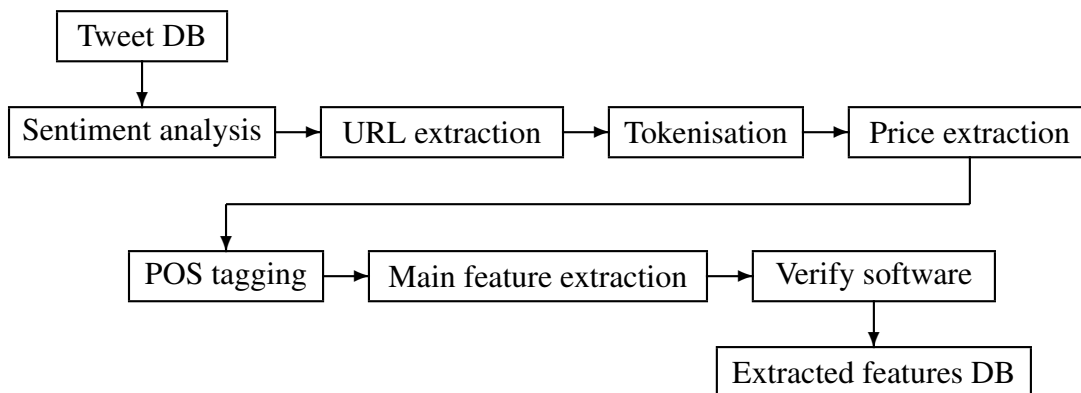 Tweet DB
Sentiment analysis
URL extraction
Tokenisation
Price extraction
POS tagging
Main feature extraction
Verify software
Extracted features DB